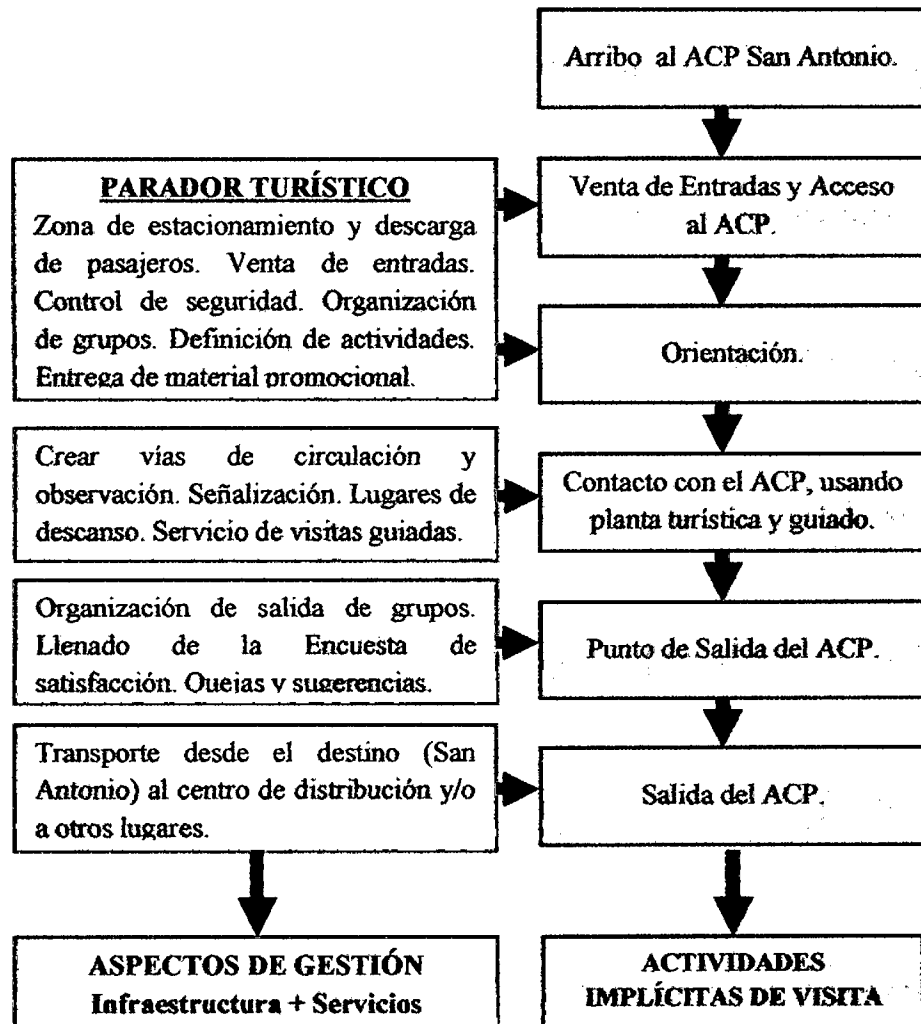 Arribo al ACP San Antonio.
PARADOR TURÍSTICO
Zona de estacionamiento y descarga
de pasajeros. Venta de entradas.
Control de seguridad. Organización
de grupos. Definición de actividades.
Entrega de material promocional.
Venta de Entradas y Acceso
al ACP.
Orientación.
Crear vías de circulación y
observación. Señalización. Lugares de
descanso. Servicio de visitas guiadas.
Contacto con el ACP, usando
planta turística y guiado.
Organización de salida de grupos.
Llenado de la Encuesta de
satisfacción. Quejas y sugerencias.
Punto de Salida del ACP.
Transporte desde el destino (San
Antonio) al centro de distribución y/o
a otros lugares.
Salida del ACP.
ASPECTOS DE GESTIÓN
Infraestructura + Servicios
ACTIVIDADES
IMPLÍCITAS DE VISITA